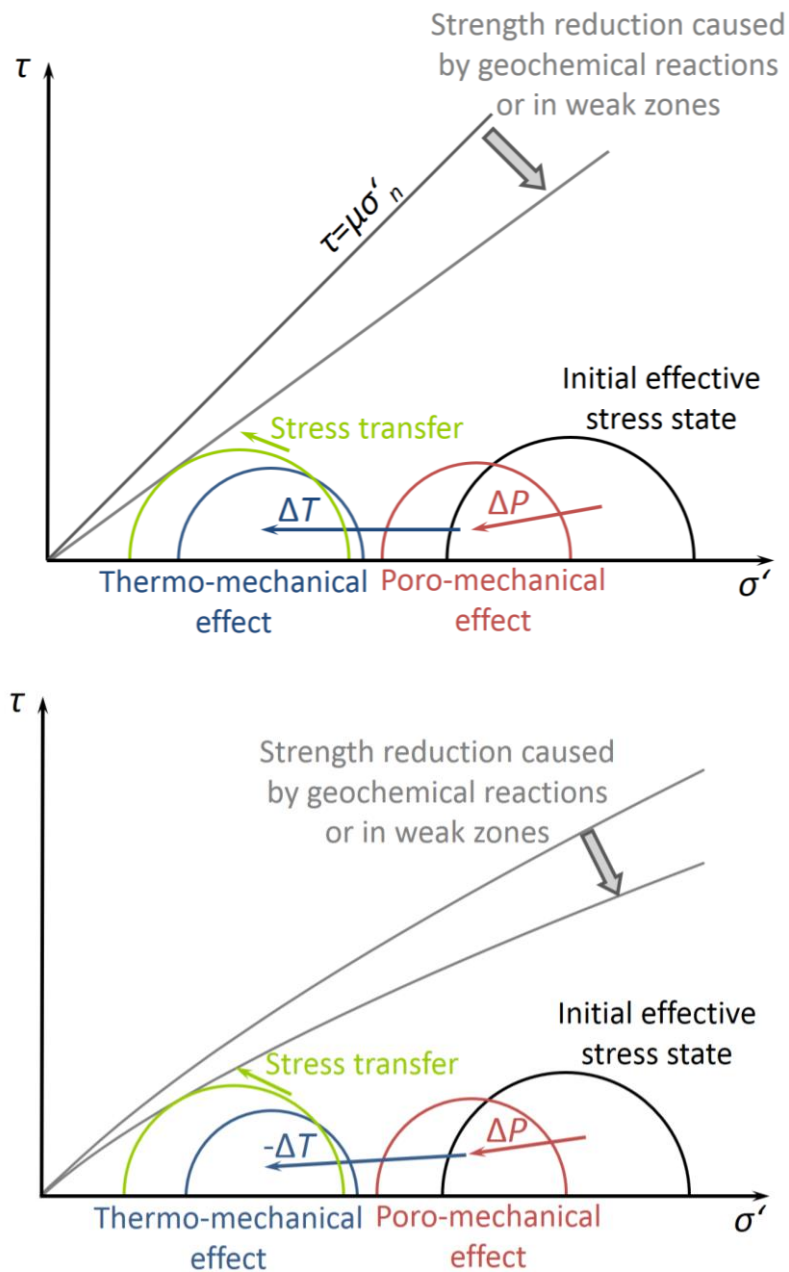 Strength reduction caused
by geochemical reactions
or in weak zones
τ
τ=μσ‘n
Initial effective
stress state
Stress transfer
ΔT
ΔP
Thermo-mechanical
effect
Poro-mechanical
effect
σ‘
τ
Strength reduction caused
by geochemical reactions
or in weak zones
Initial effective
stress state
Stress transfer
-ΔT
ΔP
Thermo-mechanical
effect
Poro-mechanical
effect
σ‘